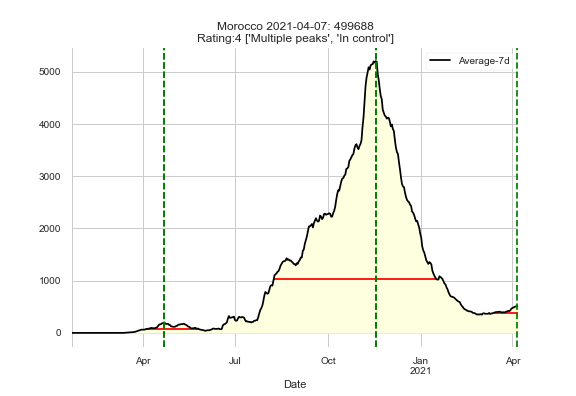 Morocco 2021-04-07: 499688
Rating:4 ['Multiple peaks', 'In control']
Average-7d
5000
4000
3000
2000
1000
0
Apr Jul Oct Jan Apr
2021
Date